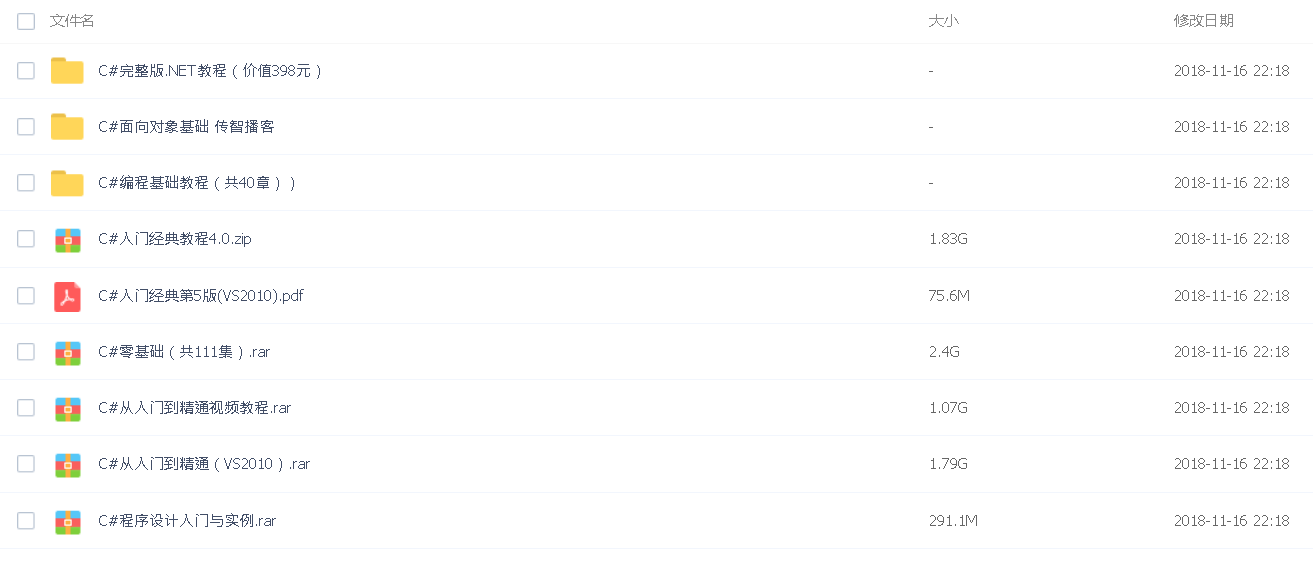 文件名 大小 修改日期
C#完整版.NET教程（价值398元） - 2018-11-16 22:18
C#面向对象基础 传智播客 - 2018-11-16 22:18
C#编程基础教程（共40章）） - 2018-11-16 22:18
C#入门经典教程4.0.zip 1.83G 2018-11-16 22:18
C#入门经典第5版(VS2010).pdf 75.6M 2018-11-16 22:18
C#零基础（共111集）.rar 2.4G 2018-11-16 22:18
C#从入门到精通视频教程.rar 1.07G 2018-11-16 22:18
C#从入门到精通（VS2010）.rar 1.79G 2018-11-16 22:18
C#程序设计入门与实例.rar 291.1M 2018-11-16 22:18